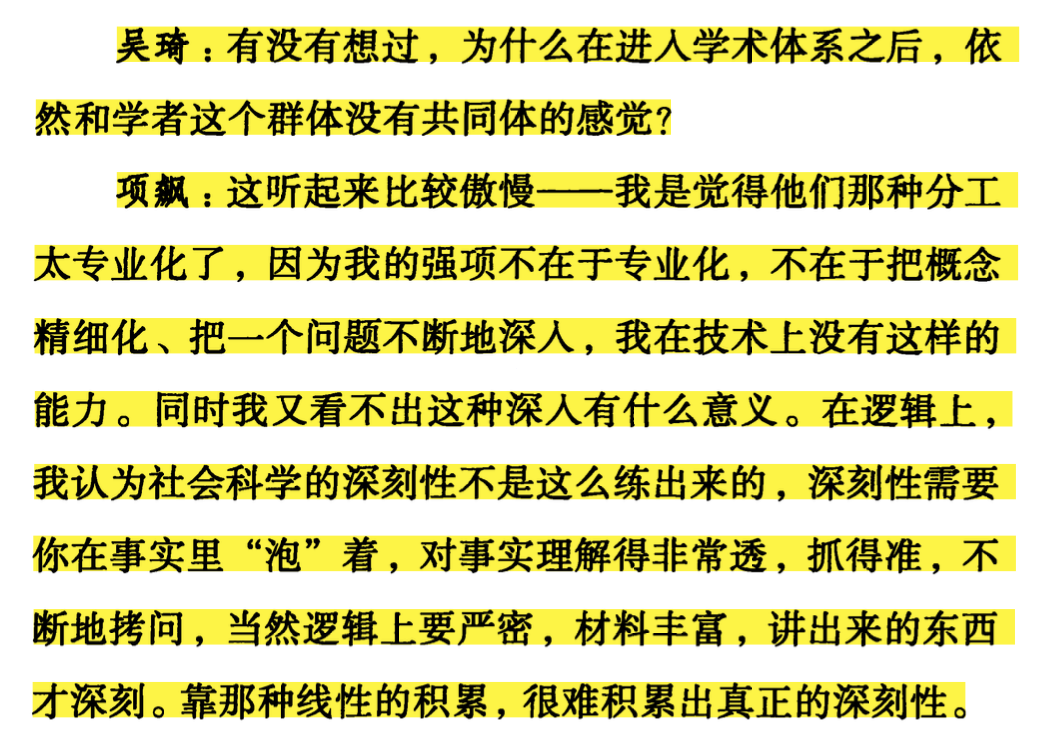 吴琦：有没有想过，为什么在进入学术体系之后，依
然和学者这个群体没有共同体的感觉？
项飙：这听起来比较傲慢——我是觉得他们那种分工
太专业化了，因为我的强项不在于专业化，不在于把概念
精细化、把一个问题不断地深入，我在技术上没有这样的
能力。同时我又看不出这种深入有什么意义。在逻辑上，
我认为社会科学的深刻性不是这么练出来的，深刻性需要
你在事实里“泡”着，对事实理解得非常透，抓得准，不
断地拷问，当然逻辑上要严密，材料丰富，讲出来的东西
才深刻。靠那种线性的积累，很难积累出真正的深刻性。